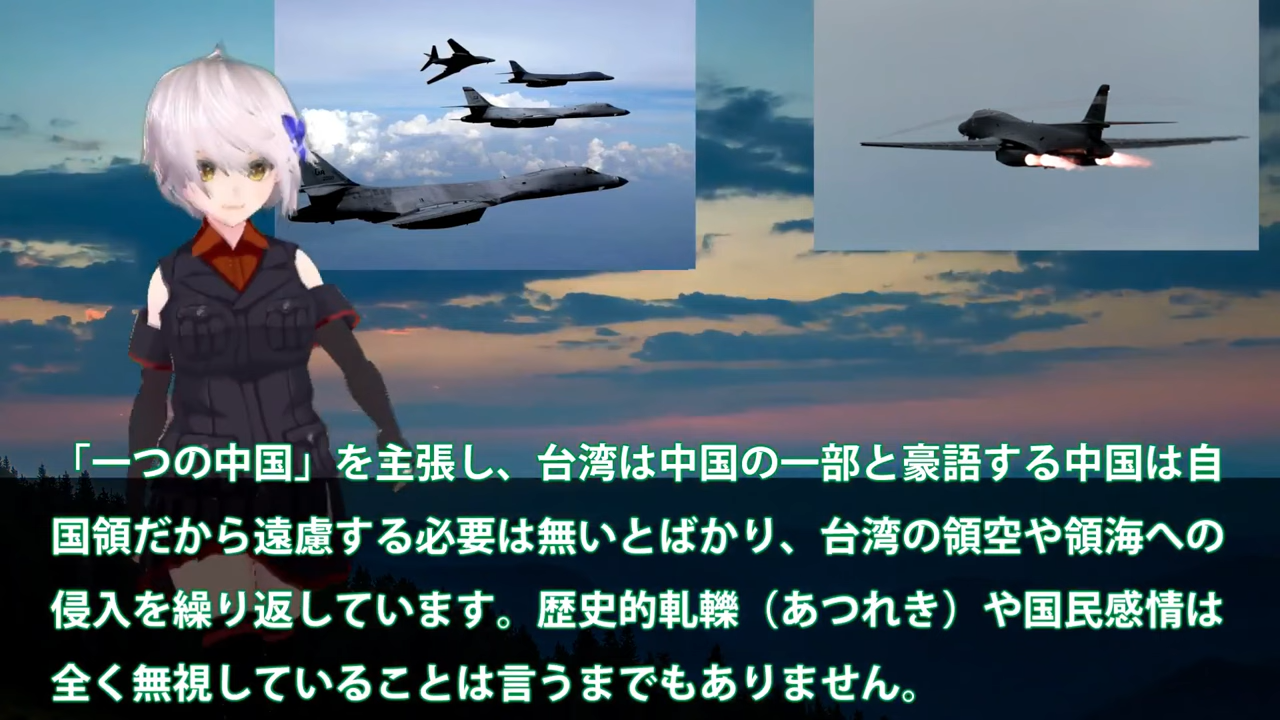 「一つの中国」を主張し、台湾は中国の一部と豪語する中国は自
国領だから遠慮する必要は無いとばかり、台湾の領空や領海への
侵入を繰り返しています。歴史的軋轢（あつれき）や国民感情は
全く無視していることは言うまでもありません。